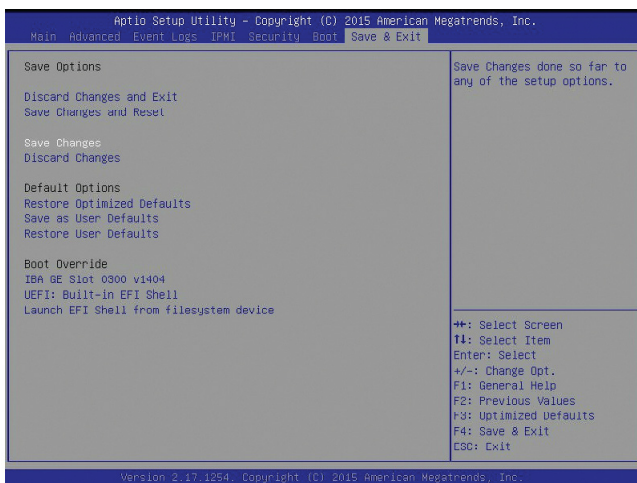 Aptio Setup Utility – Copyright (C) 2015 American Megatrends, Inc.
Main Advanced Event Logs IPMI Security Boot Save & Exit
Save Options
Discard Changes and Exit
Save Changes and Reset
Save Changes
Discard Changes
Default Options
Restore Optimized Defaults
Save as User Defaults
Restore User Defaults
Boot Override
IBA GE Slot 0300 v1404
UEFI: Built-in EFI Shell
Launch EFI Shell from filesystem device
Save Changes done so far to
any of the setup options.
→←: Select Screen
↑↓: Select Item
Enter: Select
+/-: Change Opt.
F1: General Help
F2: Previous Values
F3: Optimized Defaults
F4: Save & Exit
ESC: Exit
Version 2.17.1254. Copyright (C) 2015 American Megatrends, Inc.